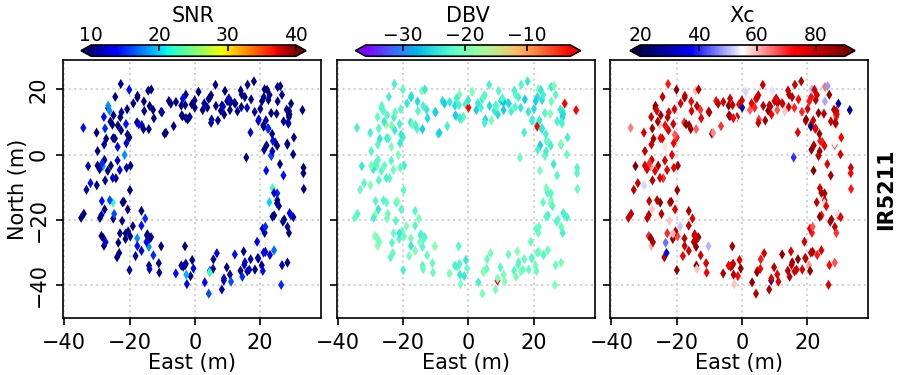 SNR DBV Xc
10 20 30 40 −30 −20 −10 20 40 60 80
20
0
−20
−40
North (m)
−40 −20 0 20 −40 −20 0 20 −40 −20 0 20
East (m) East (m) East (m)
IR5211